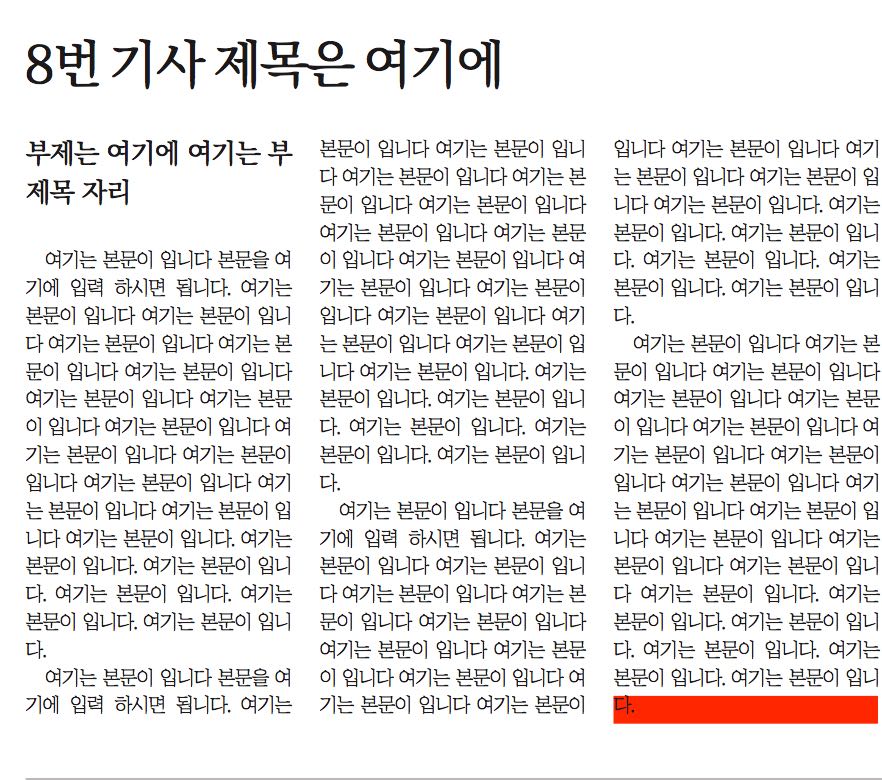 8번 기사 제목은 여기에
부제는 여기에 여기는 부
제목 자리
여기는 본문이 입니다 본문을 여
기에 입력 하시면 됩니다. 여기는
본문이 입니다 여기는 본문이 입니
다 여기는 본문이 입니다 여기는 본
문이 입니다 여기는 본문이 입니다
여기는 본문이 입니다 여기는 본문
이 입니다 여기는 본문이 입니다 여
기는 본문이 입니다 여기는 본문이
입니다 여기는 본문이 입니다 여기
는 본문이 입니다 여기는 본문이 입
니다 여기는 본문이 입니다. 여기는
본문이 입니다. 여기는 본문이 입니
다. 여기는 본문이 입니다. 여기는
본문이 입니다. 여기는 본문이 입니
다.
여기는 본문이 입니다 본문을 여
기에 입력 하시면 됩니다. 여기는
본문이 입니다 여기는 본문이 입니
다 여기는 본문이 입니다 여기는 본
문이 입니다 여기는 본문이 입니다
여기는 본문이 입니다 여기는 본문
이 입니다 여기는 본문이 입니다 여
기는 본문이 입니다 여기는 본문이
입니다 여기는 본문이 입니다 여기
는 본문이 입니다 여기는 본문이 입
니다 여기는 본문이 입니다. 여기는
본문이 입니다. 여기는 본문이 입니
다. 여기는 본문이 입니다. 여기는
본문이 입니다. 여기는 본문이 입니
다.
여기는 본문이 입니다 본문을 여
기에 입력 하시면 됩니다. 여기는
본문이 입니다 여기는 본문이 입니
다 여기는 본문이 입니다 여기는 본
문이 입니다 여기는 본문이 입니다
여기는 본문이 입니다 여기는 본문
이 입니다 여기는 본문이 입니다 여
기는 본문이 입니다 여기는 본문이
입니다 여기는 본문이 입니다 여기
는 본문이 입니다 여기는 본문이 입
니다 여기는 본문이 입니다. 여기는
본문이 입니다. 여기는 본문이 입니
다. 여기는 본문이 입니다. 여기는
본문이 입니다. 여기는 본문이 입니
다.
여기는 본문이 입니다 여기는 본
문이 입니다 여기는 본문이 입니다
여기는 본문이 입니다 여기는 본문
이 입니다 여기는 본문이 입니다 여
기는 본문이 입니다 여기는 본문이
입니다 여기는 본문이 입니다 여기
는 본문이 입니다 여기는 본문이 입
니다 여기는 본문이 입니다. 여기는
본문이 입니다. 여기는 본문이 입니
다 여기는 본문이 입니다. 여기는
본문이 입니다. 여기는 본문이 입니
다. 여기는 본문이 입니다. 여기는
본문이 입니다. 여기는 본문이 입니
다.